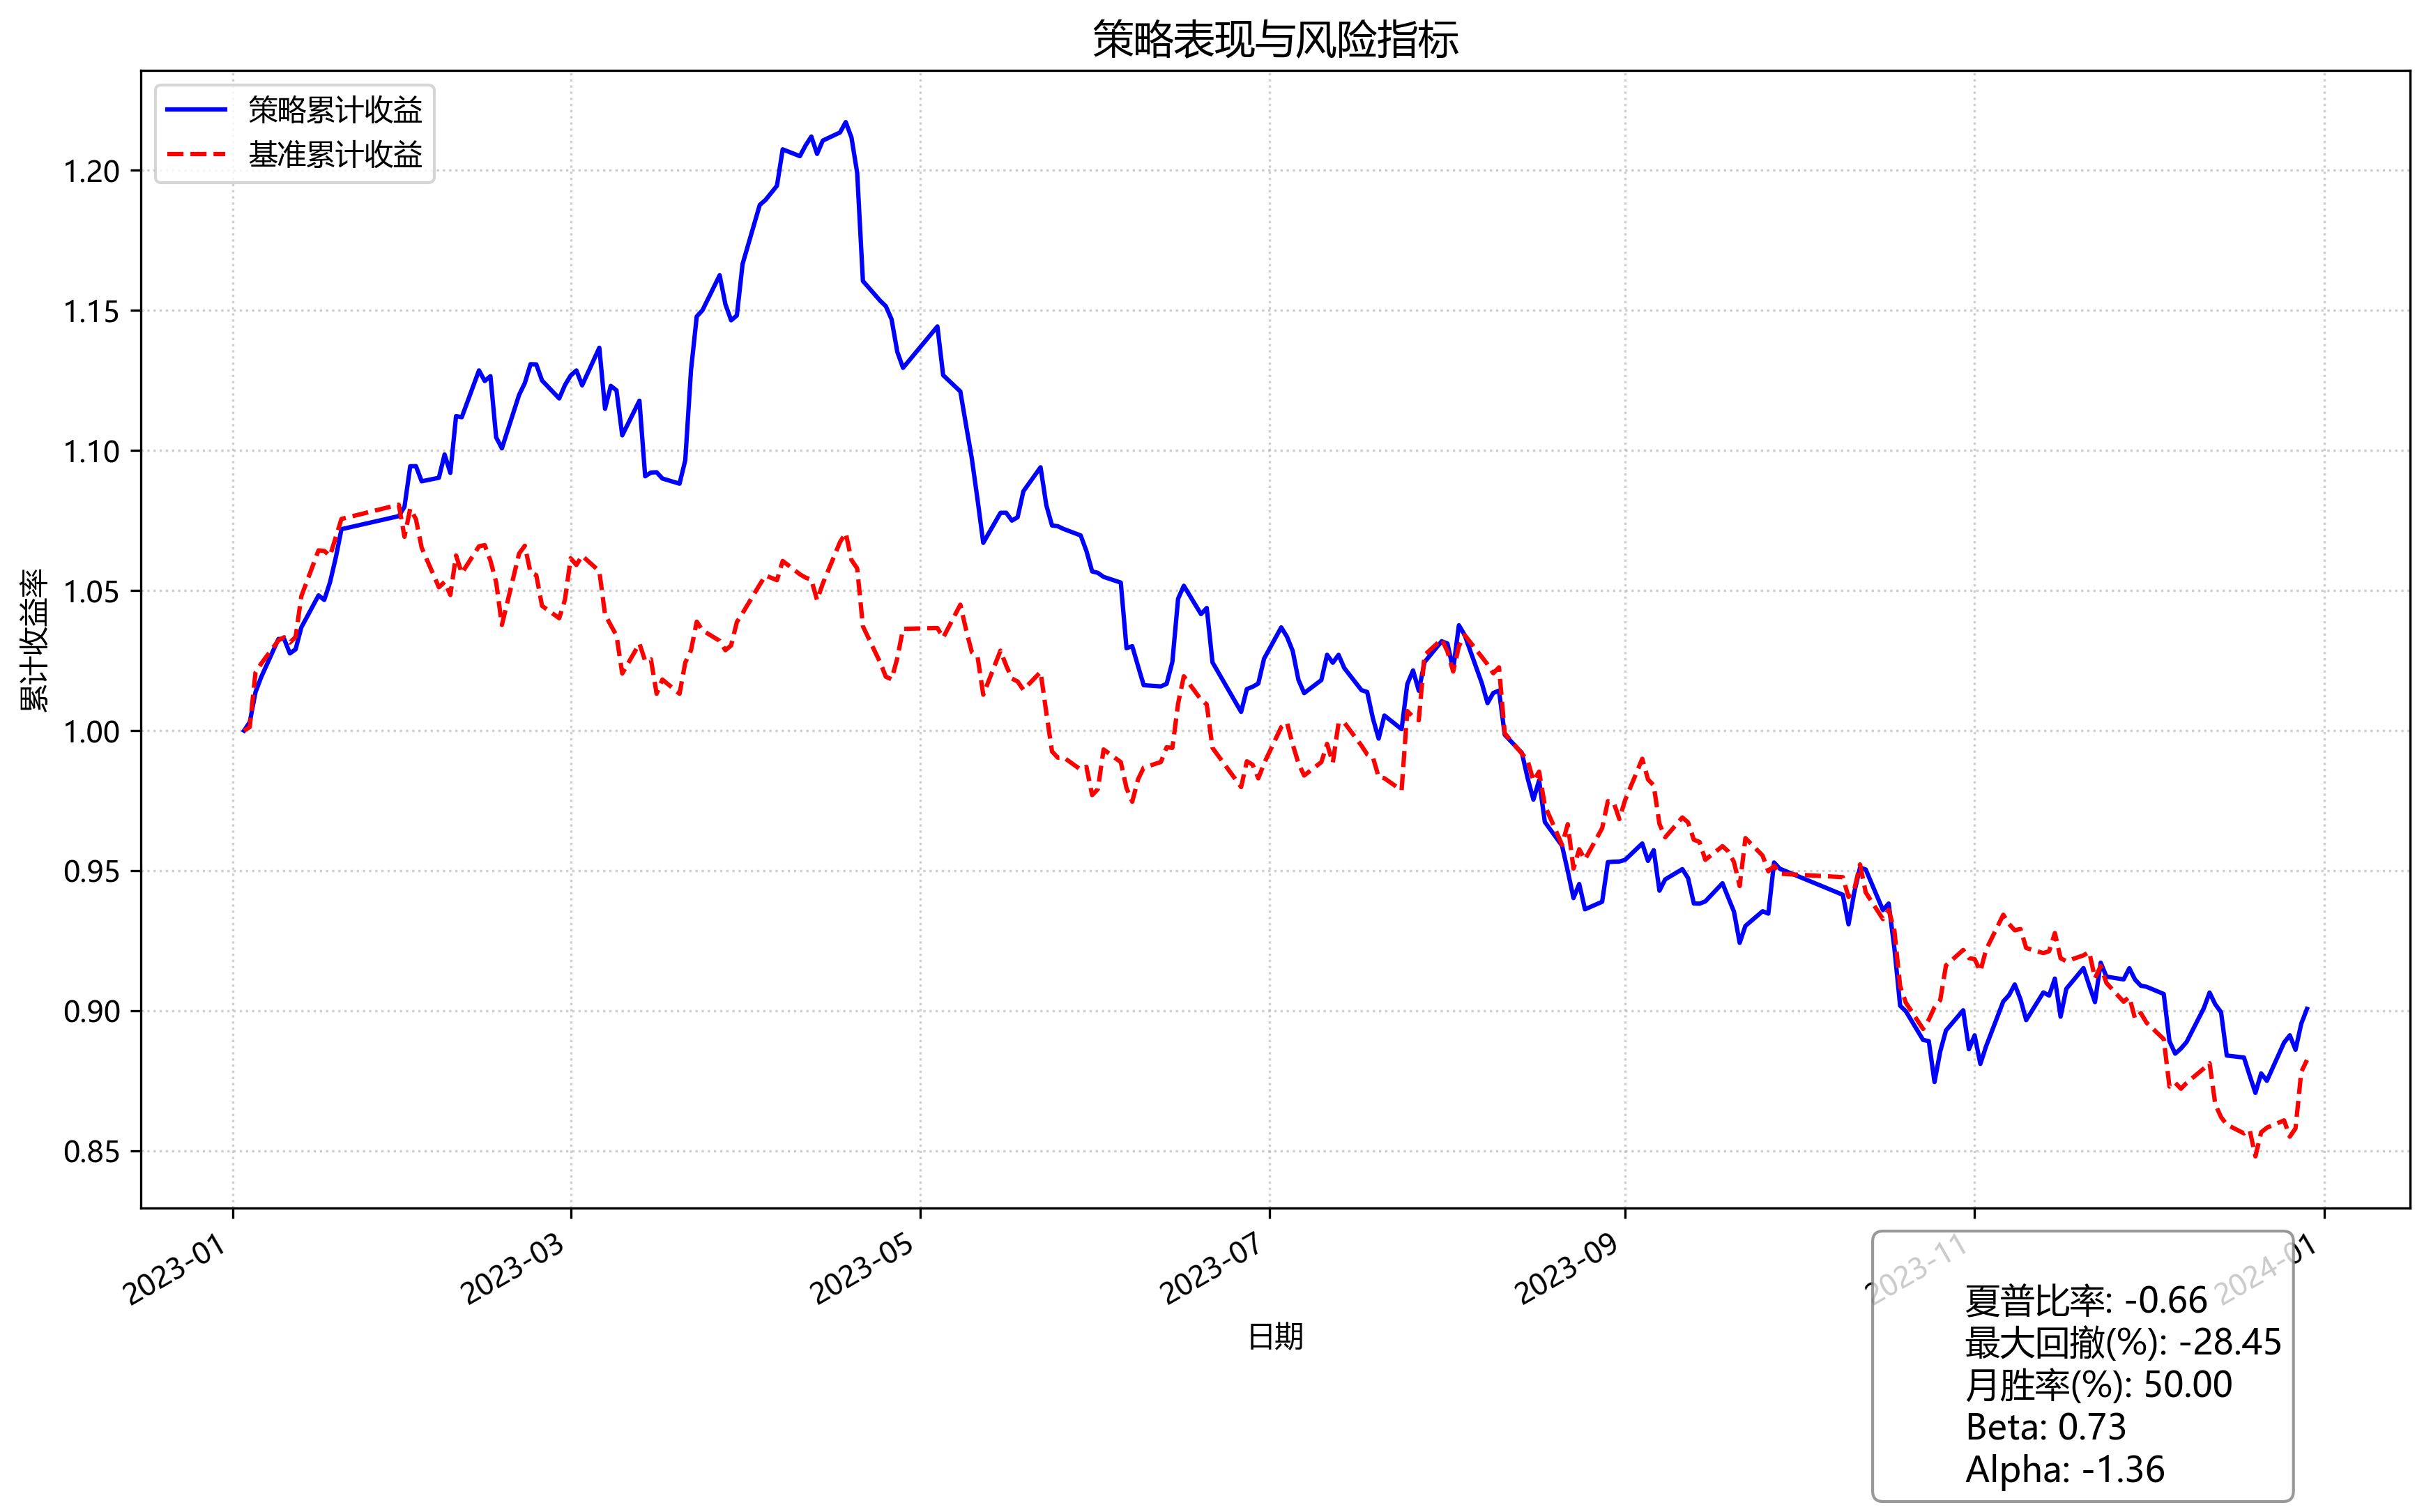 策略表现与风险指标
策略累计收益
基准累计收益
累计收益率
1.20
1.15
1.10
1.05
1.00
0.95
0.90
0.85
2023-01
2023-03
2023-05
2023-07
2023-09
2023-11
2024-01
日期
夏普比率: -0.66
最大回撤(%): -28.45
月胜率(%): 50.00
Beta: 0.73
Alpha: -1.36